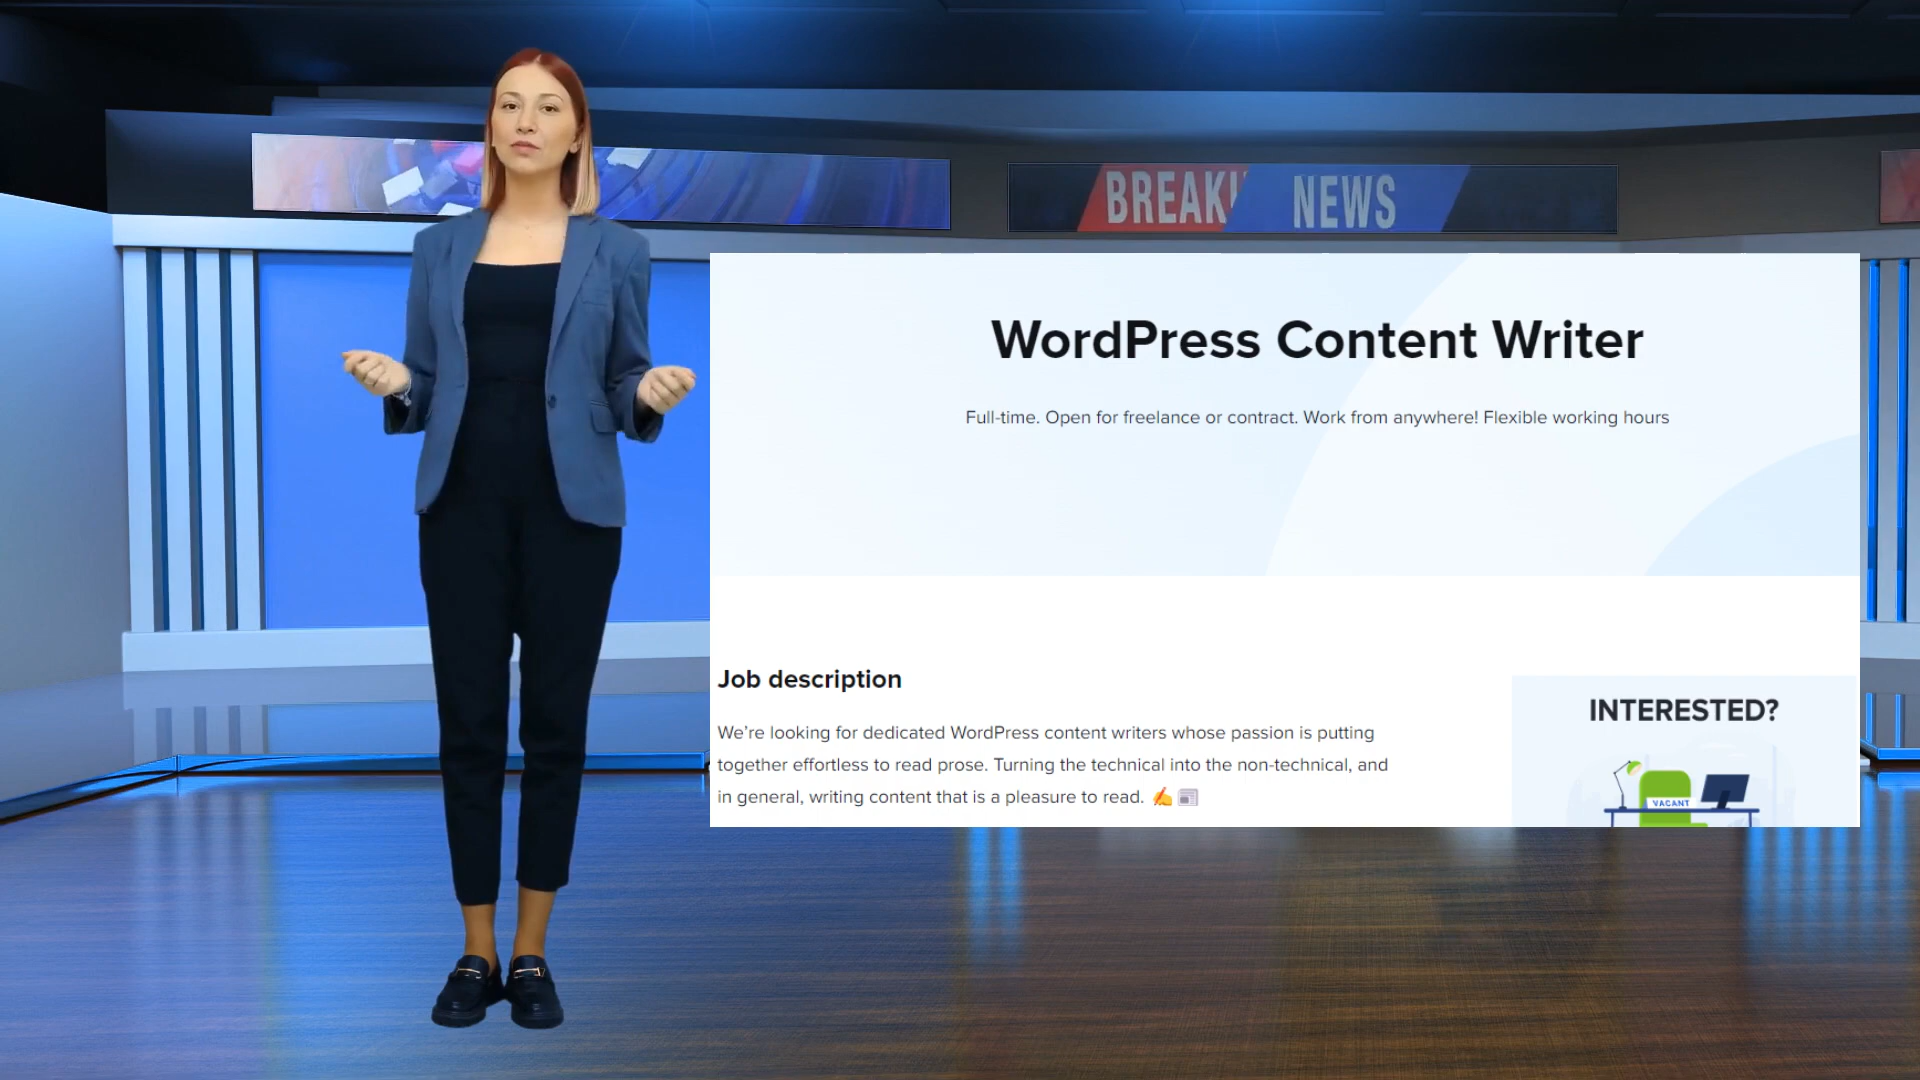 BREAKI NEWS
WordPress Content Writer
Full-time. Open for freelance or contract. Work from anywhere! Flexible working hours
Job description
We’re looking for dedicated WordPress content writers whose passion is putting
together effortless to read prose. Turning the technical into the non-technical, and
in general, writing content that is a pleasure to read. ✍️📰
INTERESTED?
VACANT